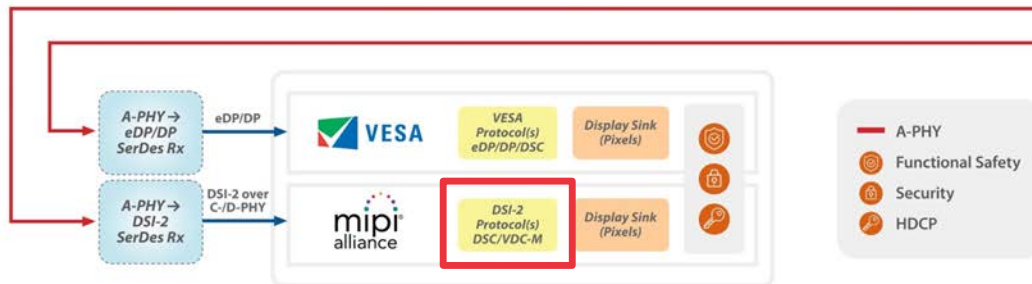 A-PHY →
eDP/DP
SerDes Rx
eDP/DP
VESA
VESA
Protocol(s)
eDP/DP/DSC
Display Sink
(Pixels)
A-PHY →
DSI-2
SerDes Rx
DSI-2 over
C-/D-PHY
mipi®
alliance
DSI-2
Protocol(s)
DSC/VDC-M
Display Sink
(Pixels)
A-PHY
Functional Safety
Security
HDCP